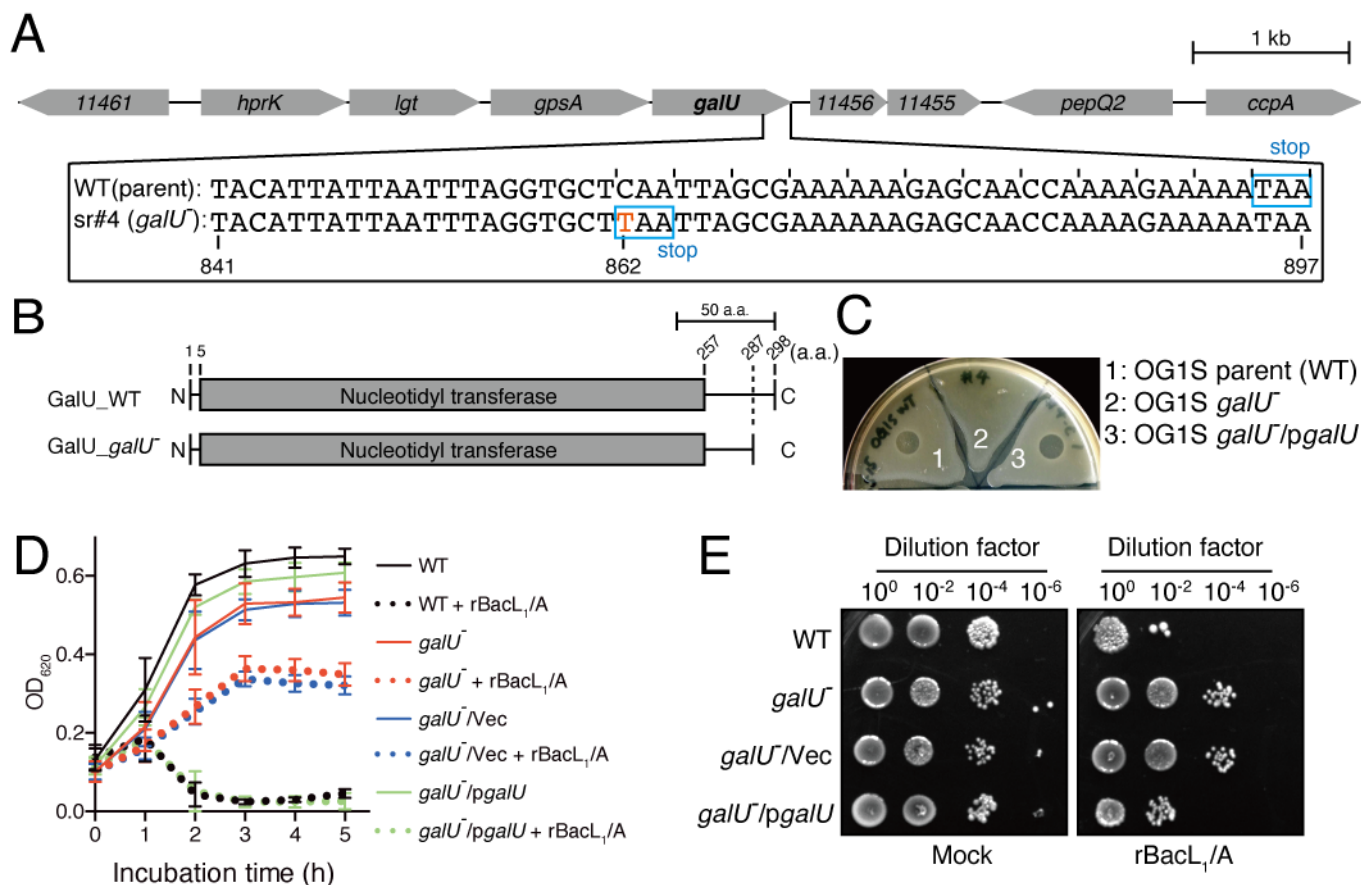 A
1 kb
11461 hprK lgt gpsA galU 11456 11455 pepQ2 ccpA
stop
WT(parent): TACATTATTAATTTAGGTGCTCAATTAGCGAAAAAAGAGCAACCAAAAGAAAAATAA
sr#4 (galU⁻): TACATTATTAATTTAGGTGCTTAATTAGCGAAAAAAGAGCAACCAAAAGAAAAATAA
stop
841 862 897
B
50 a.a.
1 5 257 287 298 (a.a.)
GalU_WT N Nucleotidyl transferase C
GalU_galU⁻ N Nucleotidyl transferase C
C
#4
OG1S WT
1 2 3
1: OG1S parent (WT)
2: OG1S galU⁻
3: OG1S galU⁻/pgalU
D
OD₆₂₀
0.6
0.4
0.2
0.0
0 1 2 3 4 5
Incubation time (h)
WT
WT + rBacL₁/A
galU⁻
galU⁻ + rBacL₁/A
galU⁻/Vec
galU⁻/Vec + rBacL₁/A
galU⁻/pgalU
galU⁻/pgalU + rBacL₁/A
E
Dilution factor Dilution factor
10⁰ 10⁻² 10⁻⁴ 10⁻⁶ 10⁰ 10⁻² 10⁻⁴ 10⁻⁶
WT
galU⁻
galU⁻/Vec
galU⁻/pgalU
Mock rBacL₁/A